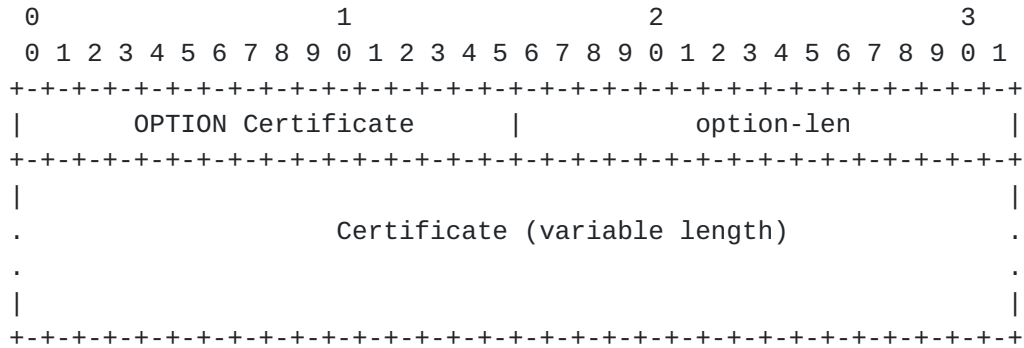 0                   1                   2                   3
 0 1 2 3 4 5 6 7 8 9 0 1 2 3 4 5 6 7 8 9 0 1 2 3 4 5 6 7 8 9 0 1
+-+-+-+-+-+-+-+-+-+-+-+-+-+-+-+-+-+-+-+-+-+-+-+-+-+-+-+-+-+-+-+-+
|       OPTION Certificate      |           option-len          |
+-+-+-+-+-+-+-+-+-+-+-+-+-+-+-+-+-+-+-+-+-+-+-+-+-+-+-+-+-+-+-+-+
|                                                               |
.                    Certificate (variable length)              .
.                                                               .
|                                                               |
+-+-+-+-+-+-+-+-+-+-+-+-+-+-+-+-+-+-+-+-+-+-+-+-+-+-+-+-+-+-+-+-+